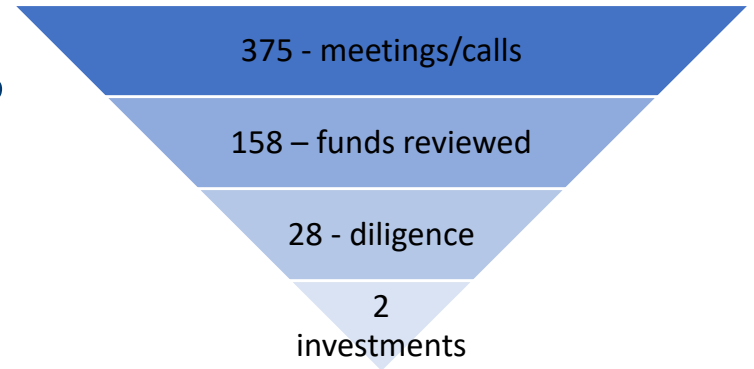 375 - meetings/calls
158 – funds reviewed
28 - diligence
2
investments